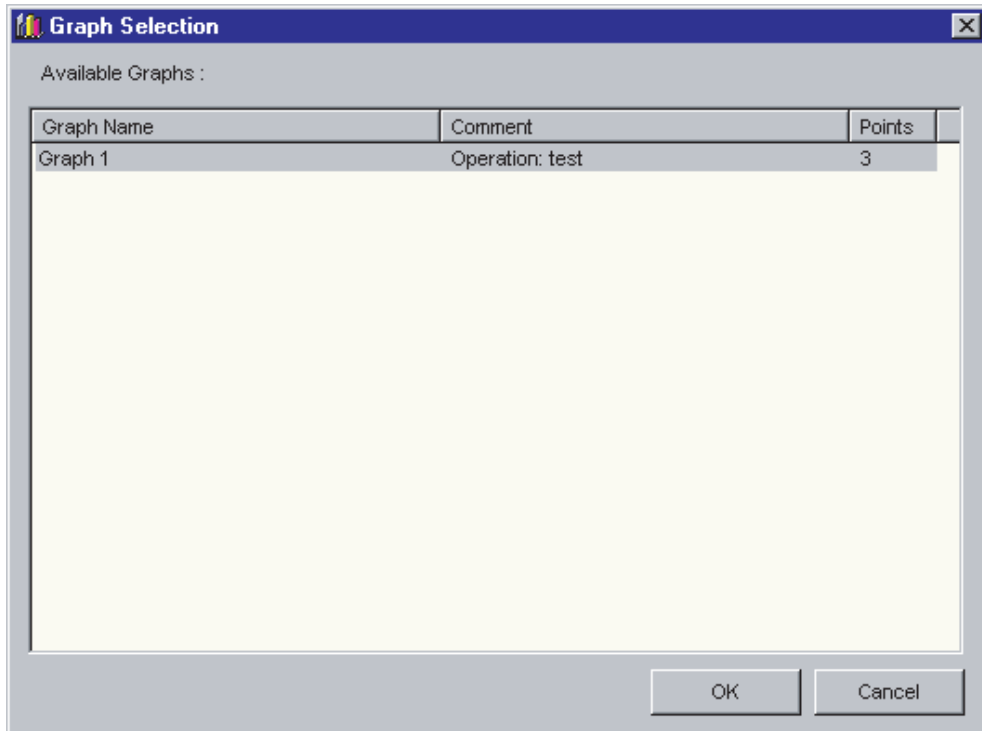 Graph Selection
Available Graphs :
Graph Name Comment Points
Graph 1 Operation: test 3
OK Cancel